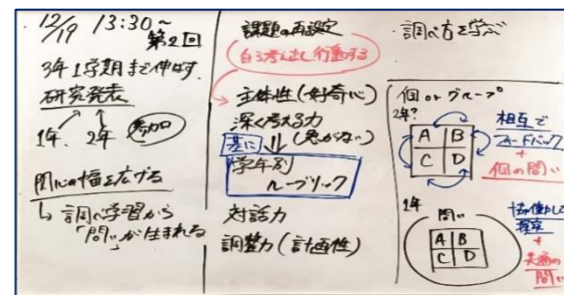 12/19 13:30~
第2回
3年1学期まで伸ばす.
研究発表
1年. 2年 参加
関心の幅を広げる
↳ 調べ学習から
「問い」が生まれる
課題の再設定
自ら考え出し行動する
主体性(好奇心)
深く考える力
基に
学年別
ルーブリック
対話力
調整力(計画性)
・調べ方を学ぶ
個 or グループ
2年?
A B
C D
相互で
フィードバック
+
個の問い
1年
問い
A B
C D
協働して
探究
+
共通の
問い